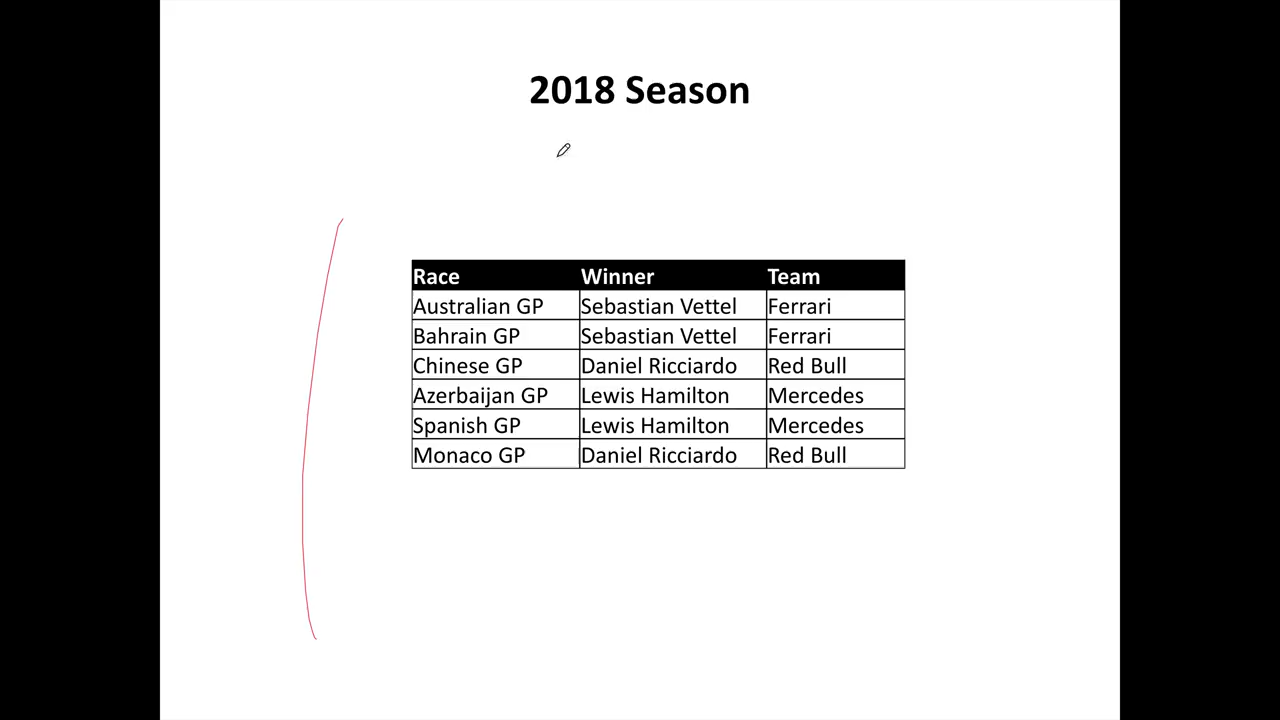 2018 Season
Race Winner Team
Australian GP Sebastian Vettel Ferrari
Bahrain GP Sebastian Vettel Ferrari
Chinese GP Daniel Ricciardo Red Bull
Azerbaijan GP Lewis Hamilton Mercedes
Spanish GP Lewis Hamilton Mercedes
Monaco GP Daniel Ricciardo Red Bull